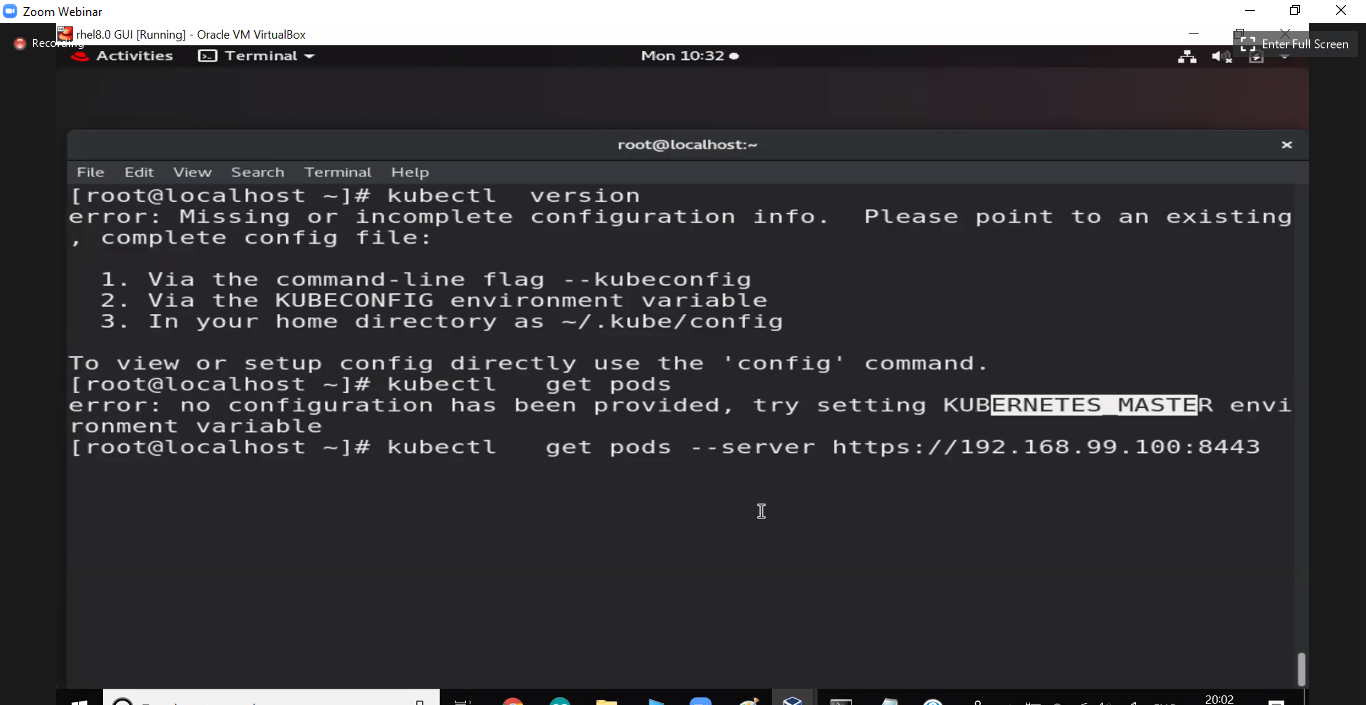 Zoom Webinar
rhel8.0 GUI [Running] - Oracle VM VirtualBox
Recording
Enter Full Screen
Activities Terminal Mon 10:32
root@localhost:~
File Edit View Search Terminal Help
[root@localhost ~]# kubectl  version
error: Missing or incomplete configuration info.  Please point to an existing
, complete config file:
1. Via the command-line flag --kubeconfig
2. Via the KUBECONFIG environment variable
3. In your home directory as ~/.kube/config
To view or setup config directly use the 'config' command.
[root@localhost ~]# kubectl   get pods
error: no configuration has been provided, try setting KUBERNETES_MASTER envi
ronment variable
[root@localhost ~]# kubectl   get pods --server https://192.168.99.100:8443
20:02